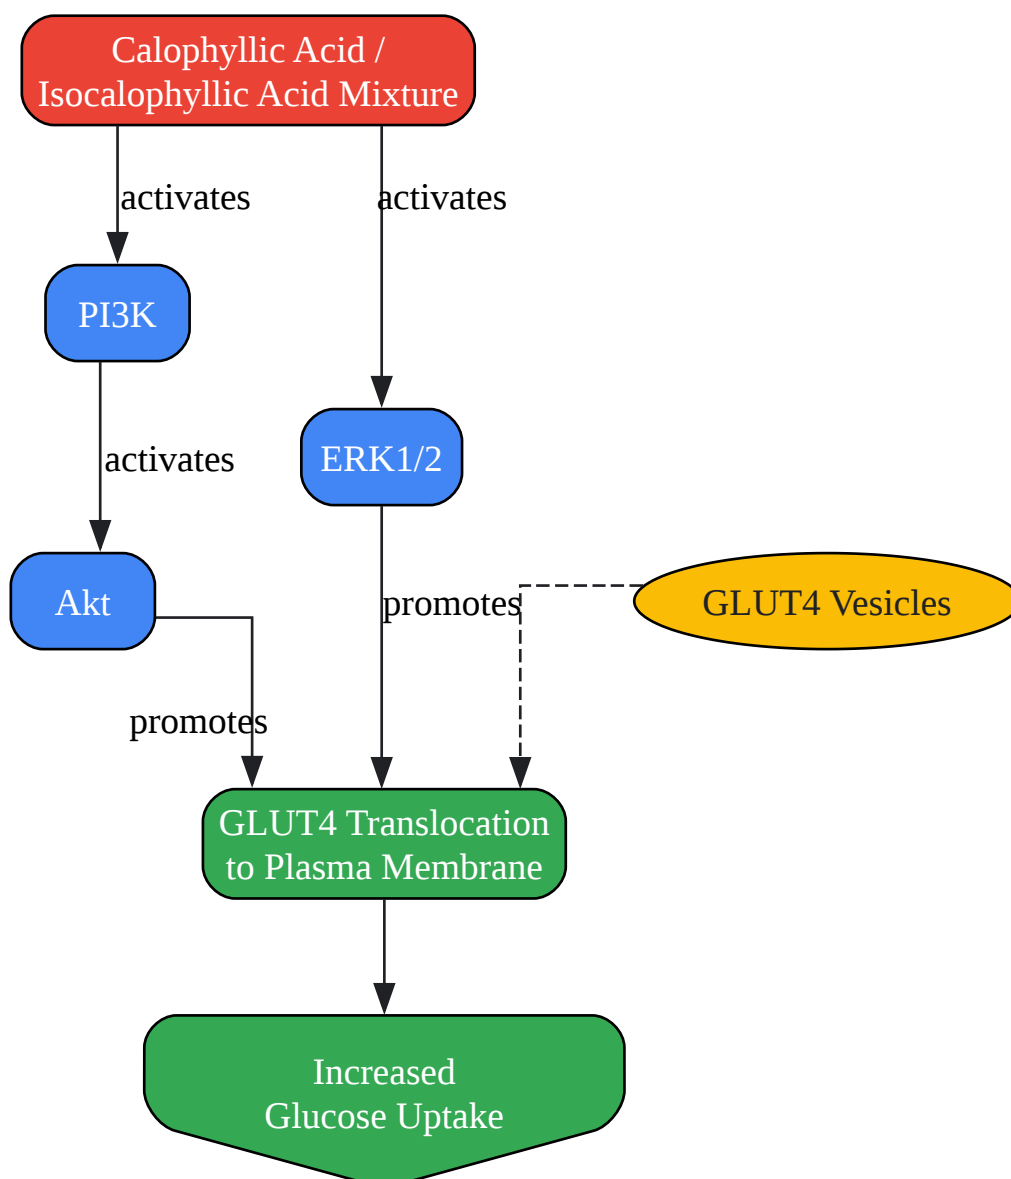 Calophyllic Acid /
Isocalophyllic Acid Mixture
activates
activates
PI3K
activates
ERK1/2
Akt
promotes
GLUT4 Vesicles
promotes
GLUT4 Translocation
to Plasma Membrane
Increased
Glucose Uptake